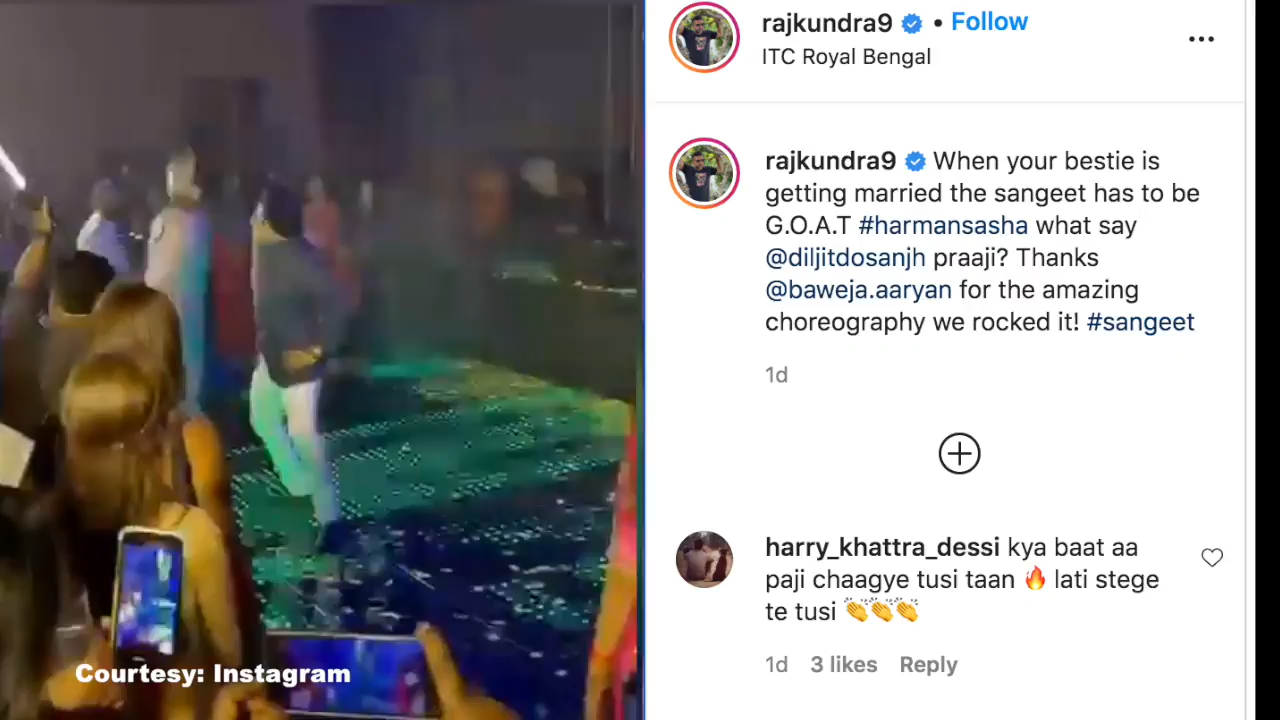 rajkundra9 • Follow
ITC Royal Bengal
rajkundra9 When your bestie is
getting married the sangeet has to be
G.O.A.T #harmansasha what say
@diljitdosanjh praaji? Thanks
@baweja.aaryan for the amazing
choreography we rocked it! #sangeet
1d
harry_khattra_dessi kya baat aa
paji chaagye tusi taan 🔥 lati stege
te tusi 👏👏👏
1d 3 likes Reply
Courtesy: Instagram